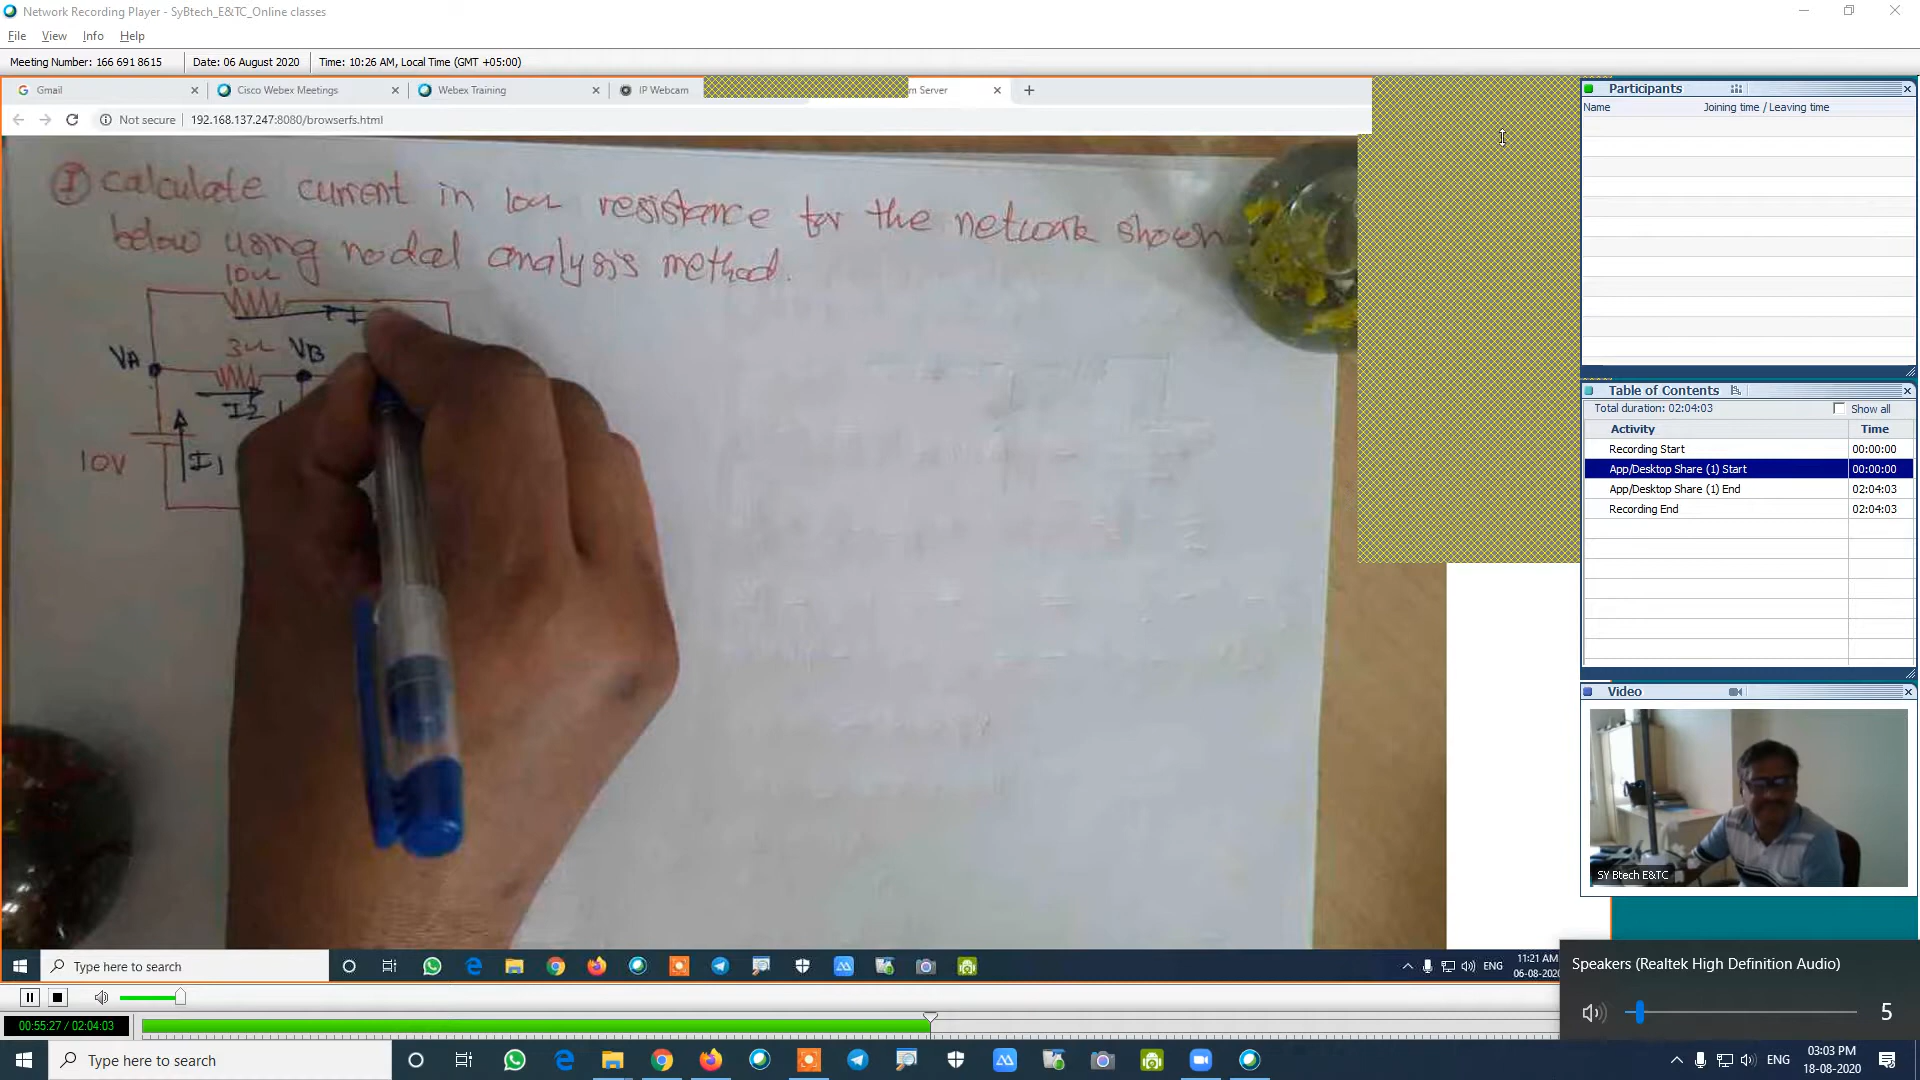 Network Recording Player - SyBtech_E&TC_Online classes
File View Info Help
Meeting Number: 166 691 8615 Date: 06 August 2020 Time: 10:26 AM, Local Time (GMT +05:00)
Gmail Cisco Webex Meetings Webex Training IP Webcam rn Server
Not secure 192.168.137.247:8080/browserfs.html
I calculate current in 10Ω resistance for the network shown
below using nodal analysis method.
10Ω
I
3Ω VB
VA
I2
10V I1
Participants
Name Joining time / Leaving time
Table of Contents
Total duration: 02:04:03 Show all
Activity Time
Recording Start 00:00:00
App/Desktop Share (1) Start 00:00:00
App/Desktop Share (1) End 02:04:03
Recording End 02:04:03
Video
SY Btech E&TC
Type here to search
ENG 11:21 AM
06-08-2020
Speakers (Realtek High Definition Audio)
5
00:55:27 / 02:04:03
Type here to search
ENG 03:03 PM
18-08-2020